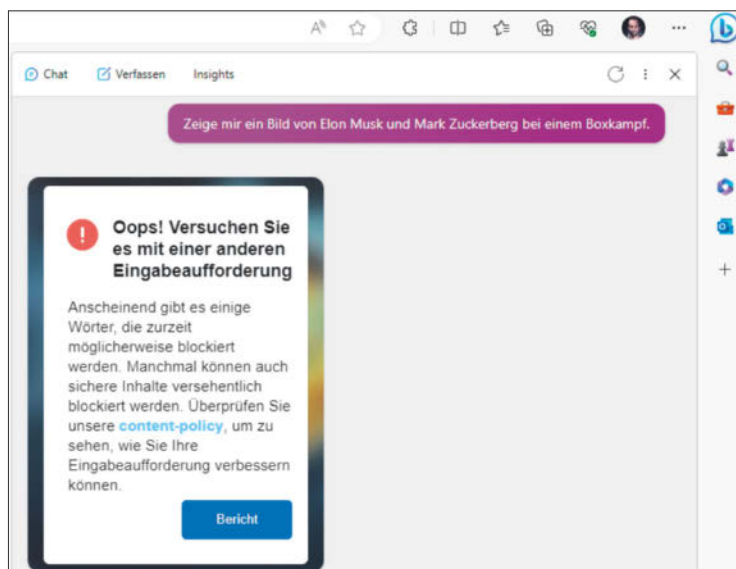 Chat Verfassen Insights
Zeige mir ein Bild von Elon Musk und Mark Zuckerberg bei einem Boxkampf.
Oops! Versuchen Sie
es mit einer anderen
Eingabeaufforderung
Anscheinend gibt es einige
Wörter, die zurzeit
möglicherweise blockiert
werden. Manchmal können auch
sichere Inhalte versehentlich
blockiert werden. Überprüfen Sie
unsere content-policy, um zu
sehen, wie Sie Ihre
Eingabeaufforderung verbessern
können.
Bericht